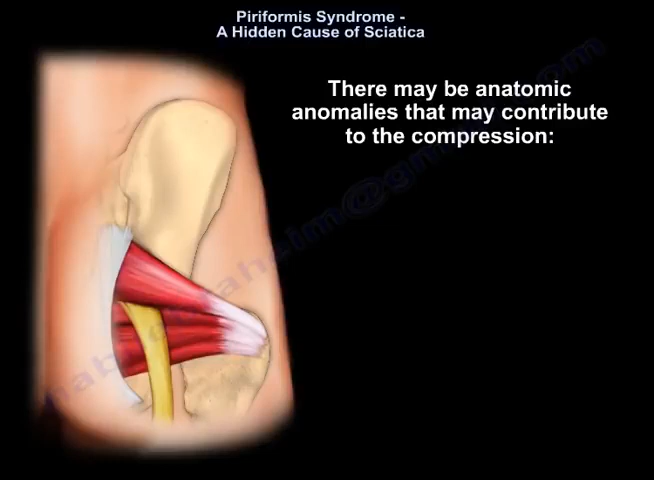 Piriformis Syndrome -
A Hidden Cause of Sciatica
There may be anatomic
anomalies that may contribute
to the compression: